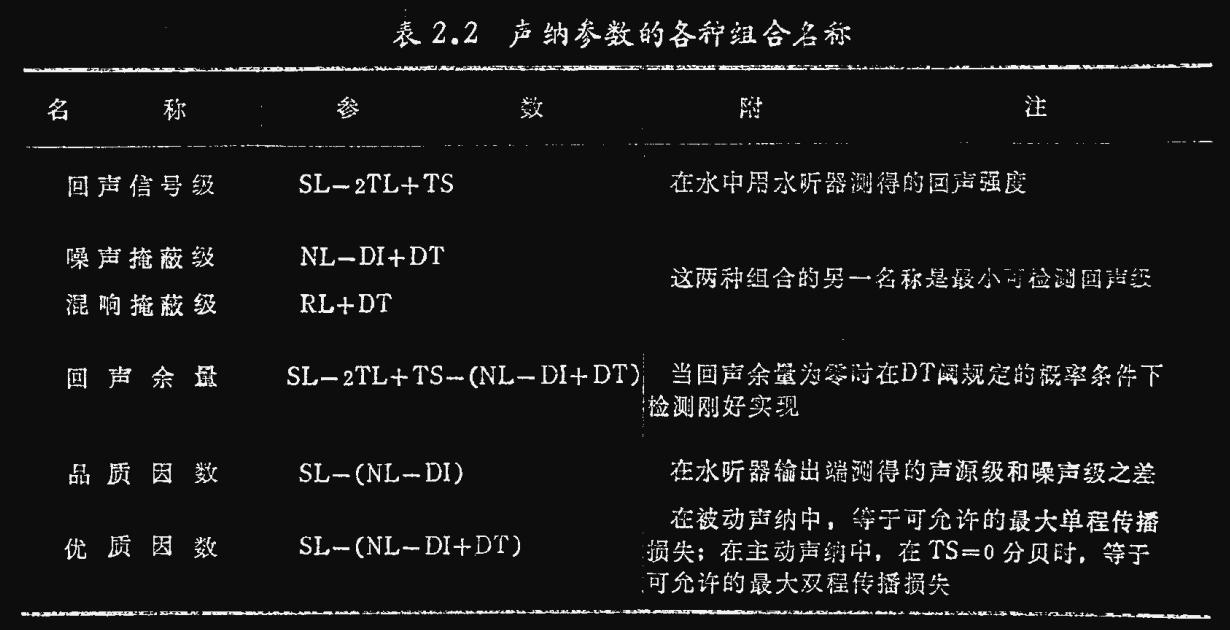 表 2.2 声纳参数的各种组合名称
名 称 参 数 附 注
回声信号级 SL-2TL+TS 在水中用水听器测得的回声强度
噪声掩蔽级 NL-DI+DT
这两种组合的另一名称是最小可检测回声级
混响掩蔽级 RL+DT
回声余量 SL-2TL+TS-(NL-DI+DT) 当回声余量为零时在DT阈规定的概率条件下
检测刚好实现
品质因数 SL-(NL-DI) 在水听器输出端测得的声源级和噪声级之差
在被动声纳中，等于可允许的最大单程传播
优质因数 SL-(NL-DI+DT) 损失；在主动声纳中，在TS=0分贝时，等于
可允许的最大双程传播损失